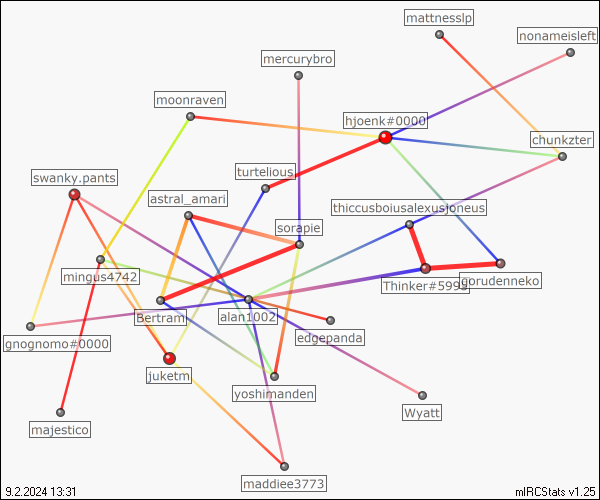 mattnesslp
nonameisleft
mercurybro
moonraven
hjoenk#0000
chunkzter
turtelious
swanky.pants
astral_amari
thiccusboiusalexusioneus
sorapie
mingus4742
Thinker#5999
gorudenneko
Bertram
alan1002
edgepanda
gnognomo#0000
juketm
yoshimanden
Wyatt
majestico
maddiee3773
9.2.2024 13:31
mIRCStats v1.25